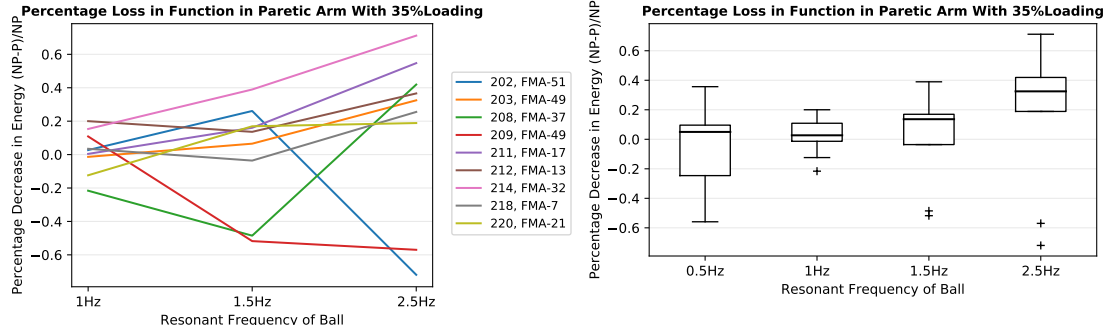 Percentage Loss in Function in Paretic Arm With 35%Loading
Percentage Decrease in Energy (NP-P)/NP
0.6
0.4
0.2
0.0
−0.2
−0.4
−0.6
1Hz 1.5Hz 2.5Hz
Resonant Frequency of Ball
202, FMA-51
203, FMA-49
208, FMA-37
209, FMA-49
211, FMA-17
212, FMA-13
214, FMA-32
218, FMA-7
220, FMA-21
Percentage Loss in Function in Paretic Arm With 35%Loading
Percentage Decrease in Energy (NP-P)/NP
0.6
0.4
0.2
0.0
−0.2
−0.4
−0.6
0.5Hz 1Hz 1.5Hz 2.5Hz
Resonant Frequency of Ball